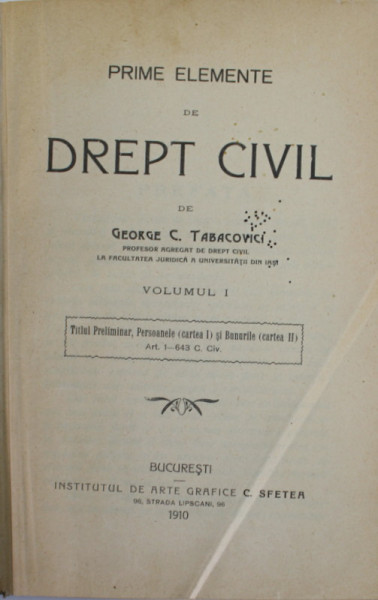 PRIME ELEMENTE
DE
DREPT CIVIL
DE
GEORGE C. TABACOVICI
PROFESOR AGREGAT DE DREPT CIVIL
LA FACULTATEA JURIDICĂ A UNIVERSITĂȚII DIN IAȘI
VOLUMUL I
Titlul Preliminar, Persoanele (cartea I) și Bunurile (cartea II)
Art. 1—643 C. Civ.
BUCUREȘTI
INSTITUTUL DE ARTE GRAFICE C. SFETEA
96, STRADA LIPSCANI, 96
1910